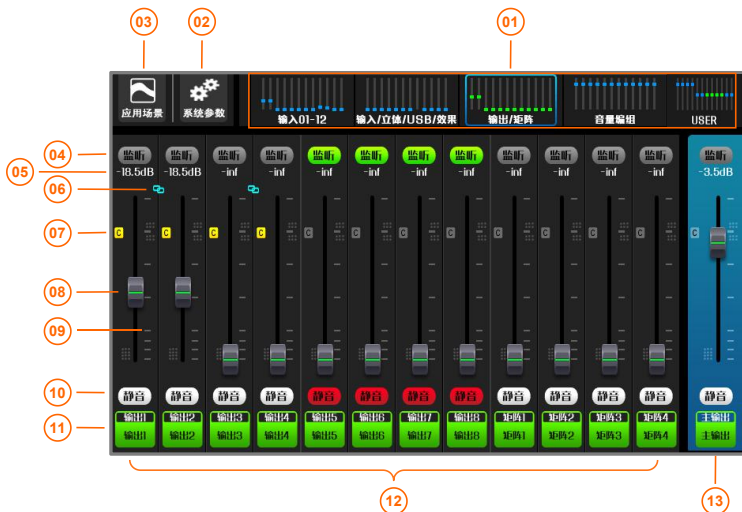 03
02
01
应用场景
系统参数
输入01-12
输入/立体/USB/效果
输出/矩阵
音量编组
USER
04
监听 监听 监听 监听 监听 监听 监听 监听 监听 监听 监听 监听 监听
05
-18.5dB -18.5dB -inf -inf -inf -inf -inf -inf -inf -inf -inf -inf -3.5dB
06
07
C C C C C C C C C C C C C
08
09
10
静音 静音 静音 静音 静音 静音 静音 静音 静音 静音 静音 静音 静音
输出1 输出2 输出3 输出4 输出5 输出6 输出7 输出8 矩阵1 矩阵2 矩阵3 矩阵4 主输出
11
输出1 输出2 输出3 输出4 输出5 输出6 输出7 输出8 矩阵1 矩阵2 矩阵3 矩阵4 主输出
12
13